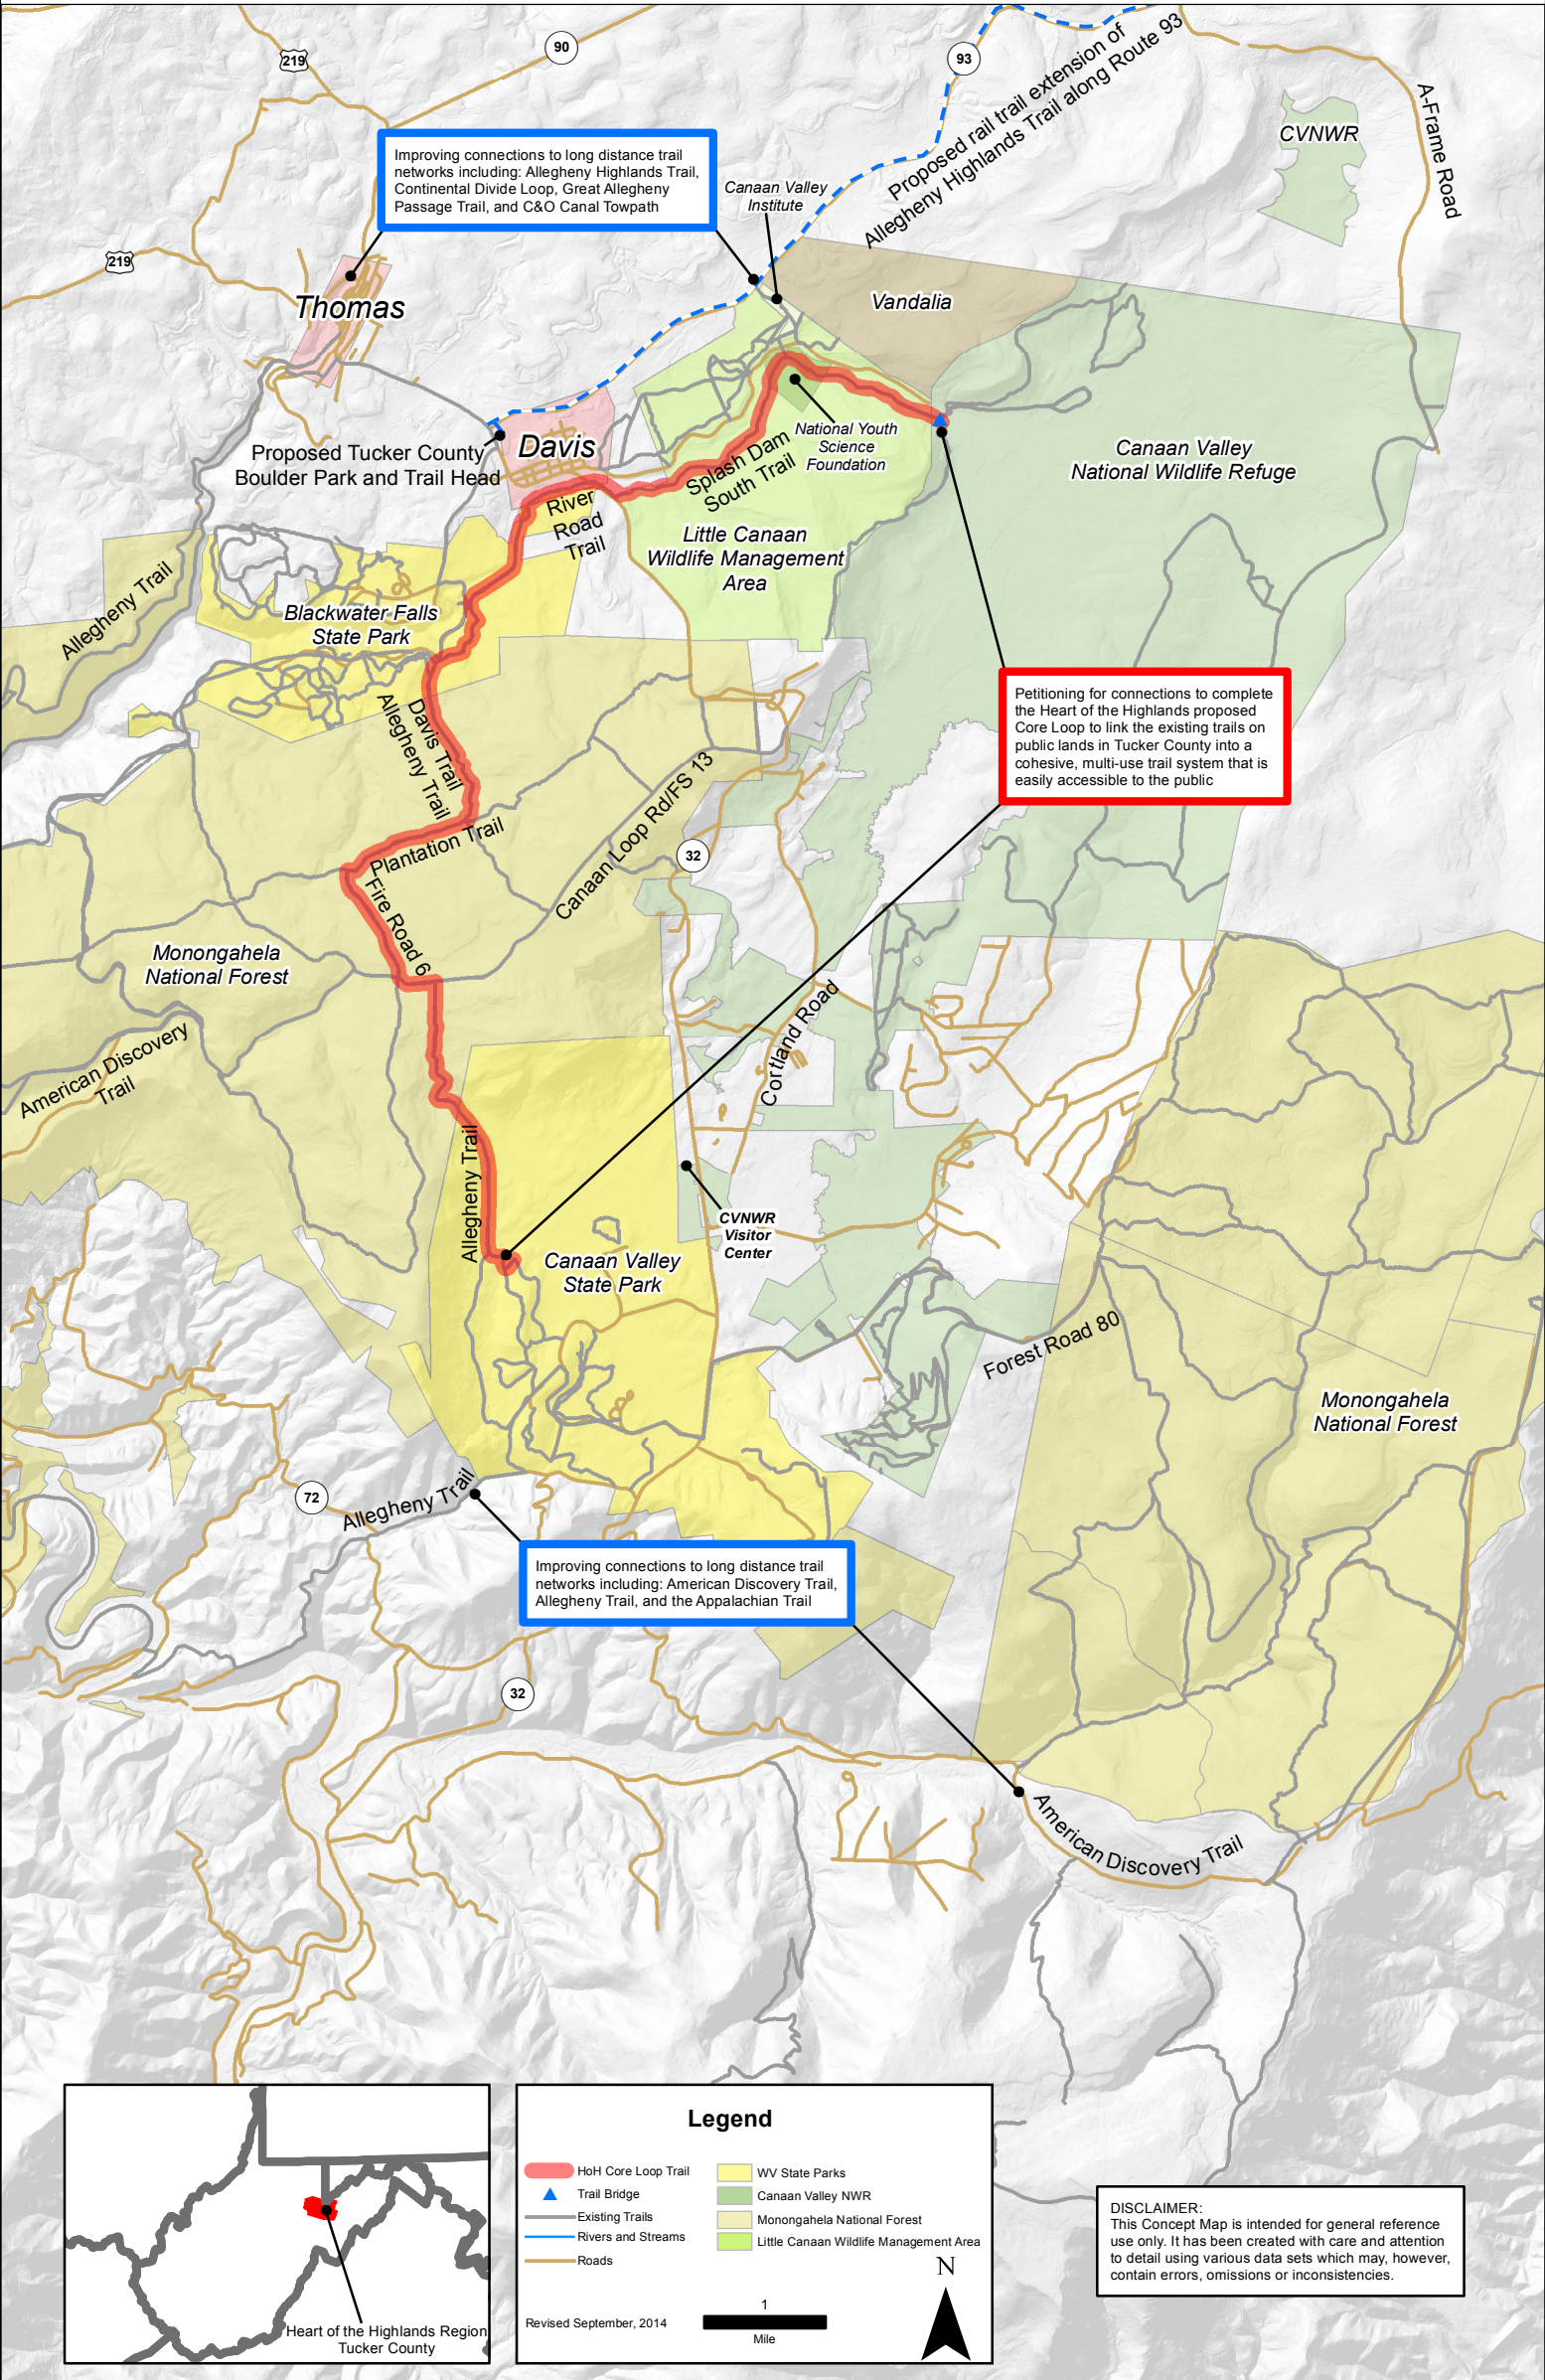 219
90
93
Proposed rail trail extension of
Allegheny Highlands Trail along Route 93
A-Frame Road
CVNWR
Improving connections to long distance trail
networks including: Allegheny Highlands Trail,
Continental Divide Loop, Great Allegheny
Passage Trail, and C&O Canal Towpath
Canaan Valley
Institute
219
Thomas
Vandalia
Proposed Tucker County
Boulder Park and Trail Head
Davis
National Youth
Science
Foundation
Canaan Valley
National Wildlife Refuge
Splash Dam
South Trail
River
Road
Trail
Little Canaan
Wildlife Management
Area
Allegheny Trail
Blackwater Falls
State Park
Petitioning for connections to complete
the Heart of the Highlands proposed
Core Loop to link the existing trails on
public lands in Tucker County into a
cohesive, multi-use trail system that is
easily accessible to the public
Davis Trail
Allegheny Trail
Plantation Trail
Canaan Loop Rd/FS 13
32
Fire Road 6
Monongahela
National Forest
Cortland Road
American Discovery
Trail
Allegheny Trail
CVNWR
Visitor
Center
Canaan Valley
State Park
Forest Road 80
Monongahela
National Forest
72
Allegheny Trail
Improving connections to long distance trail
networks including: American Discovery Trail,
Allegheny Trail, and the Appalachian Trail
32
American Discovery Trail
Heart of the Highlands Region
Tucker County
Legend
HoH Core Loop Trail
Trail Bridge
Existing Trails
Rivers and Streams
Roads
WV State Parks
Canaan Valley NWR
Monongahela National Forest
Little Canaan Wildlife Management Area
N
Revised September, 2014
1
Mile
DISCLAIMER:
This Concept Map is intended for general reference
use only. It has been created with care and attention
to detail using various data sets which may, however,
contain errors, omissions or inconsistencies.